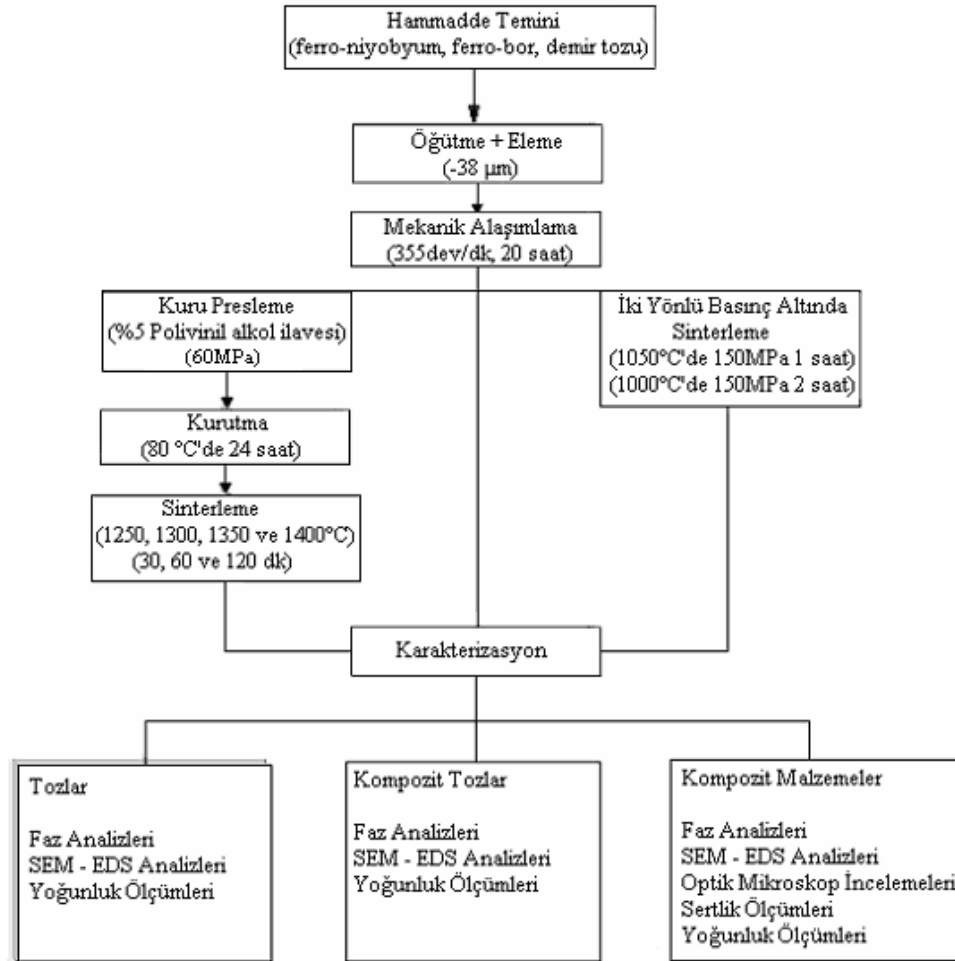 Hammadde Temini
(ferro-niyobyum, ferro-bor, demir tozu)
Öğütme + Eleme
(-38 µm)
Mekanik Alaşımlama
(355dev/dk, 20 saat)
Kuru Presleme
(%5 Polivinil alkol ilavesi)
(60MPa)
İki Yönlü Basınç Altında
Sinterleme
(1050°C'de 150MPa 1 saat)
(1000°C'de 150MPa 2 saat)
Kurutma
(80 °C'de 24 saat)
Sinterleme
(1250, 1300, 1350 ve 1400°C)
(30, 60 ve 120 dk)
Karakterizasyon
Tozlar
Faz Analizleri
SEM - EDS Analizleri
Yoğunluk Ölçümleri
Kompozit Tozlar
Faz Analizleri
SEM - EDS Analizleri
Yoğunluk Ölçümleri
Kompozit Malzemeler
Faz Analizleri
SEM - EDS Analizleri
Optik Mikroskop İncelemeleri
Sertlik Ölçümleri
Yoğunluk Ölçümleri